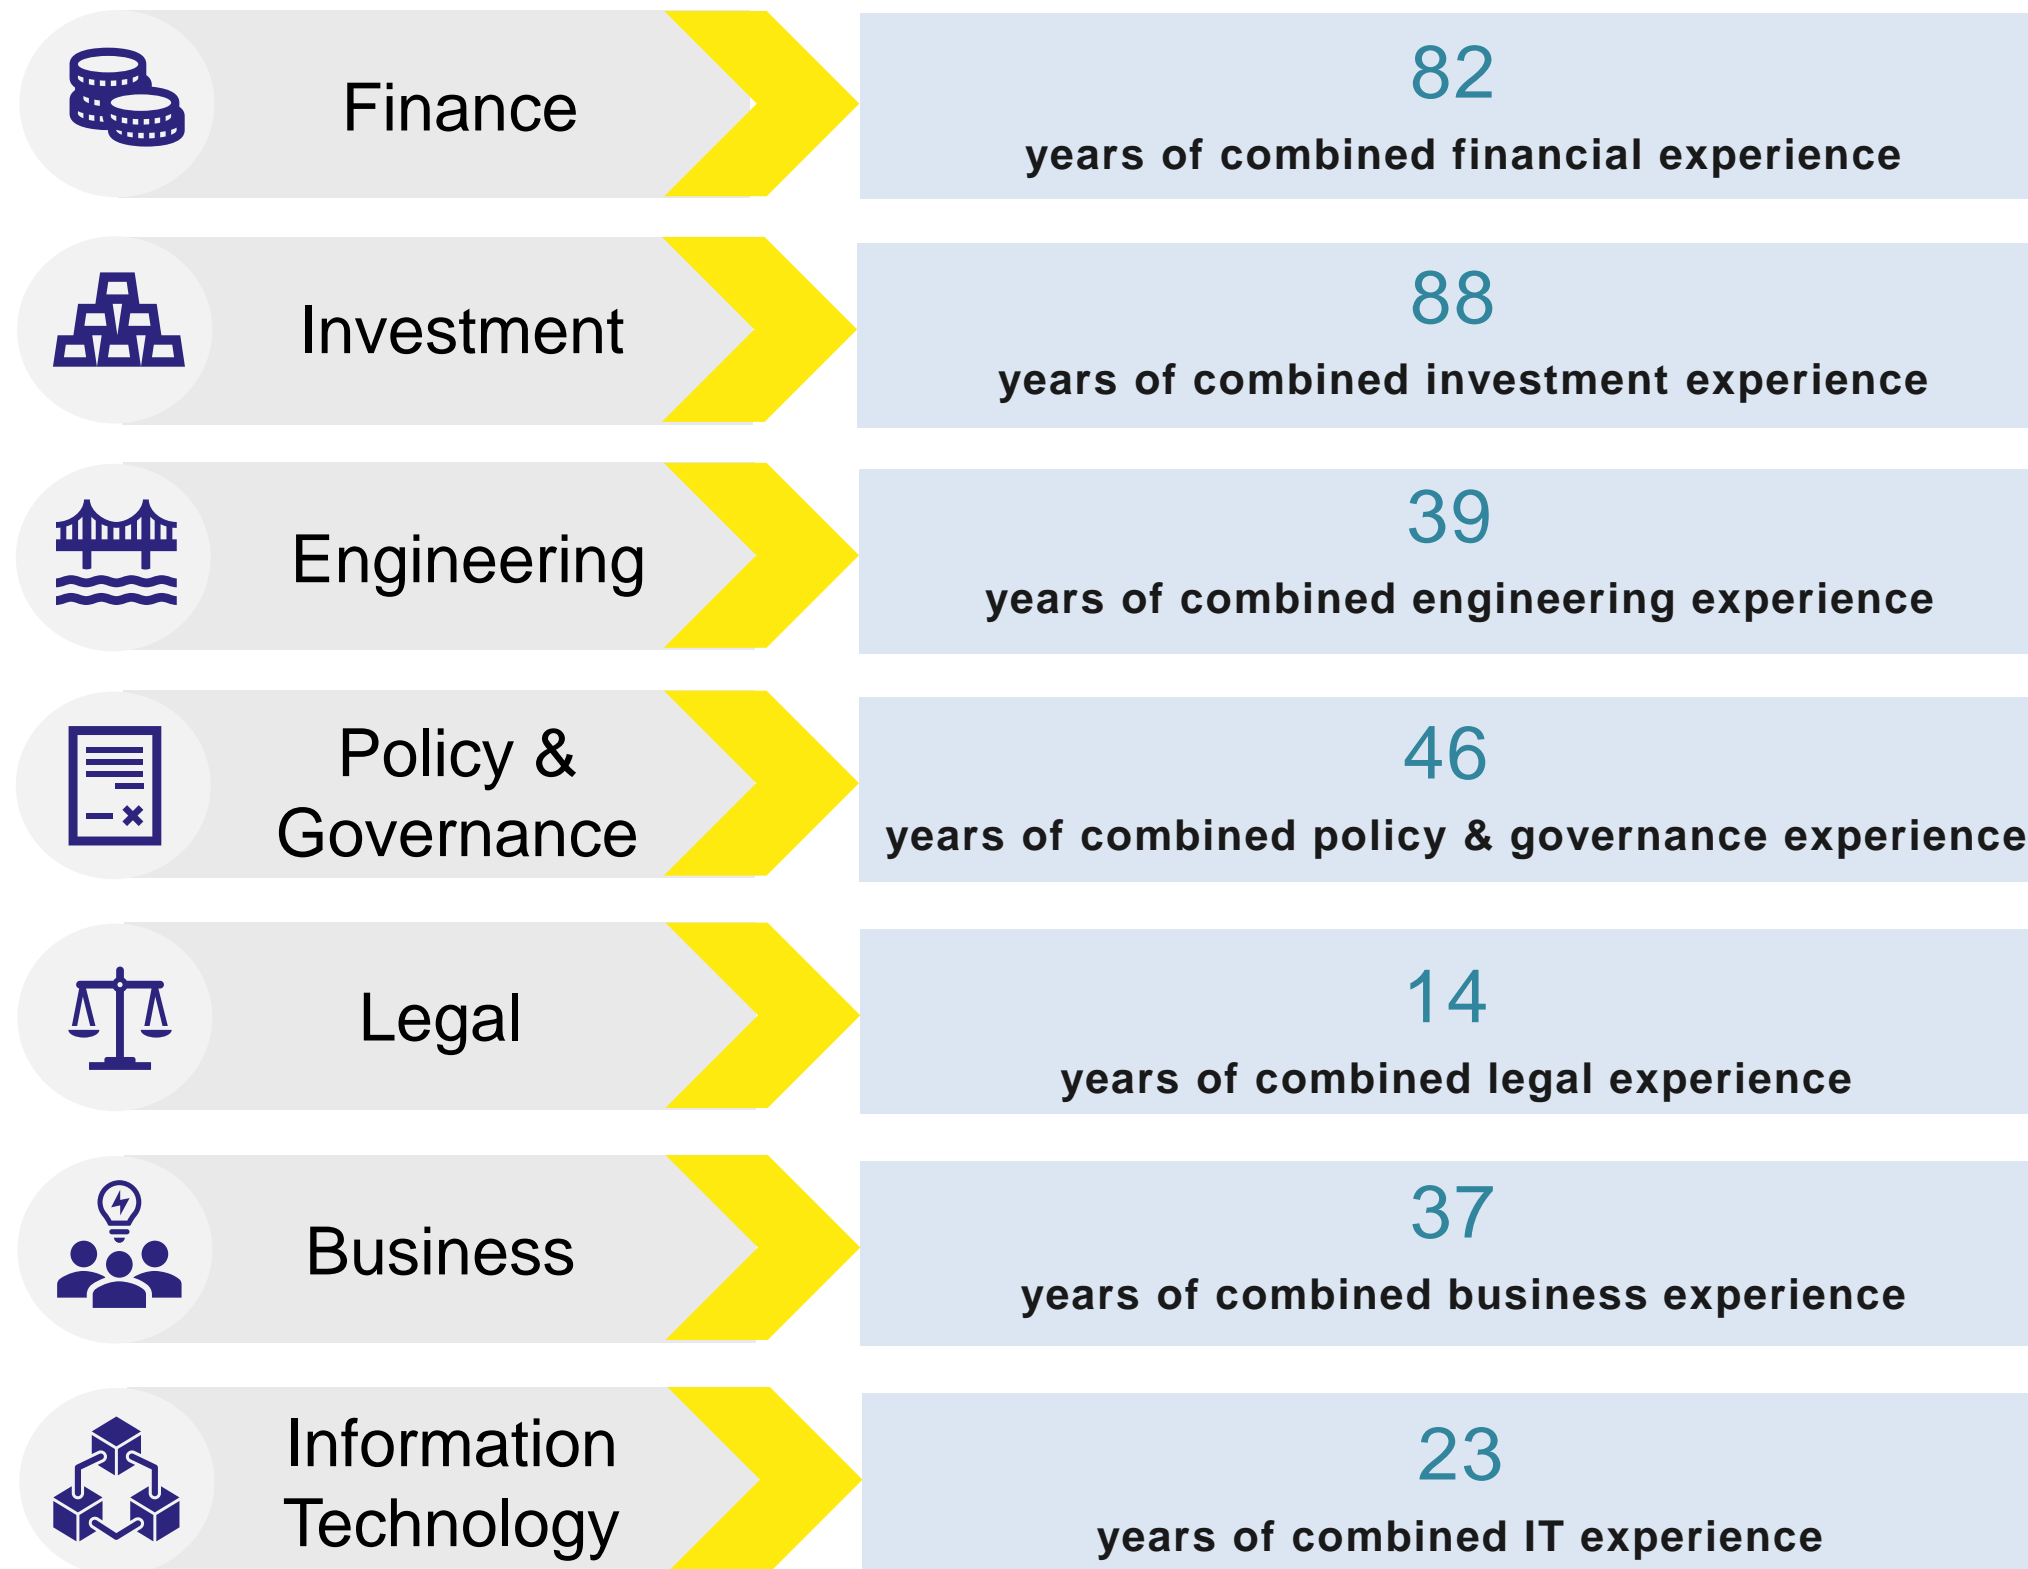 Finance
82
years of combined financial experience
Investment
88
years of combined investment experience
Engineering
39
years of combined engineering experience
Policy &
Governance
46
years of combined policy & governance experience
Legal
14
years of combined legal experience
Business
37
years of combined business experience
Information
Technology
23
years of combined IT experience